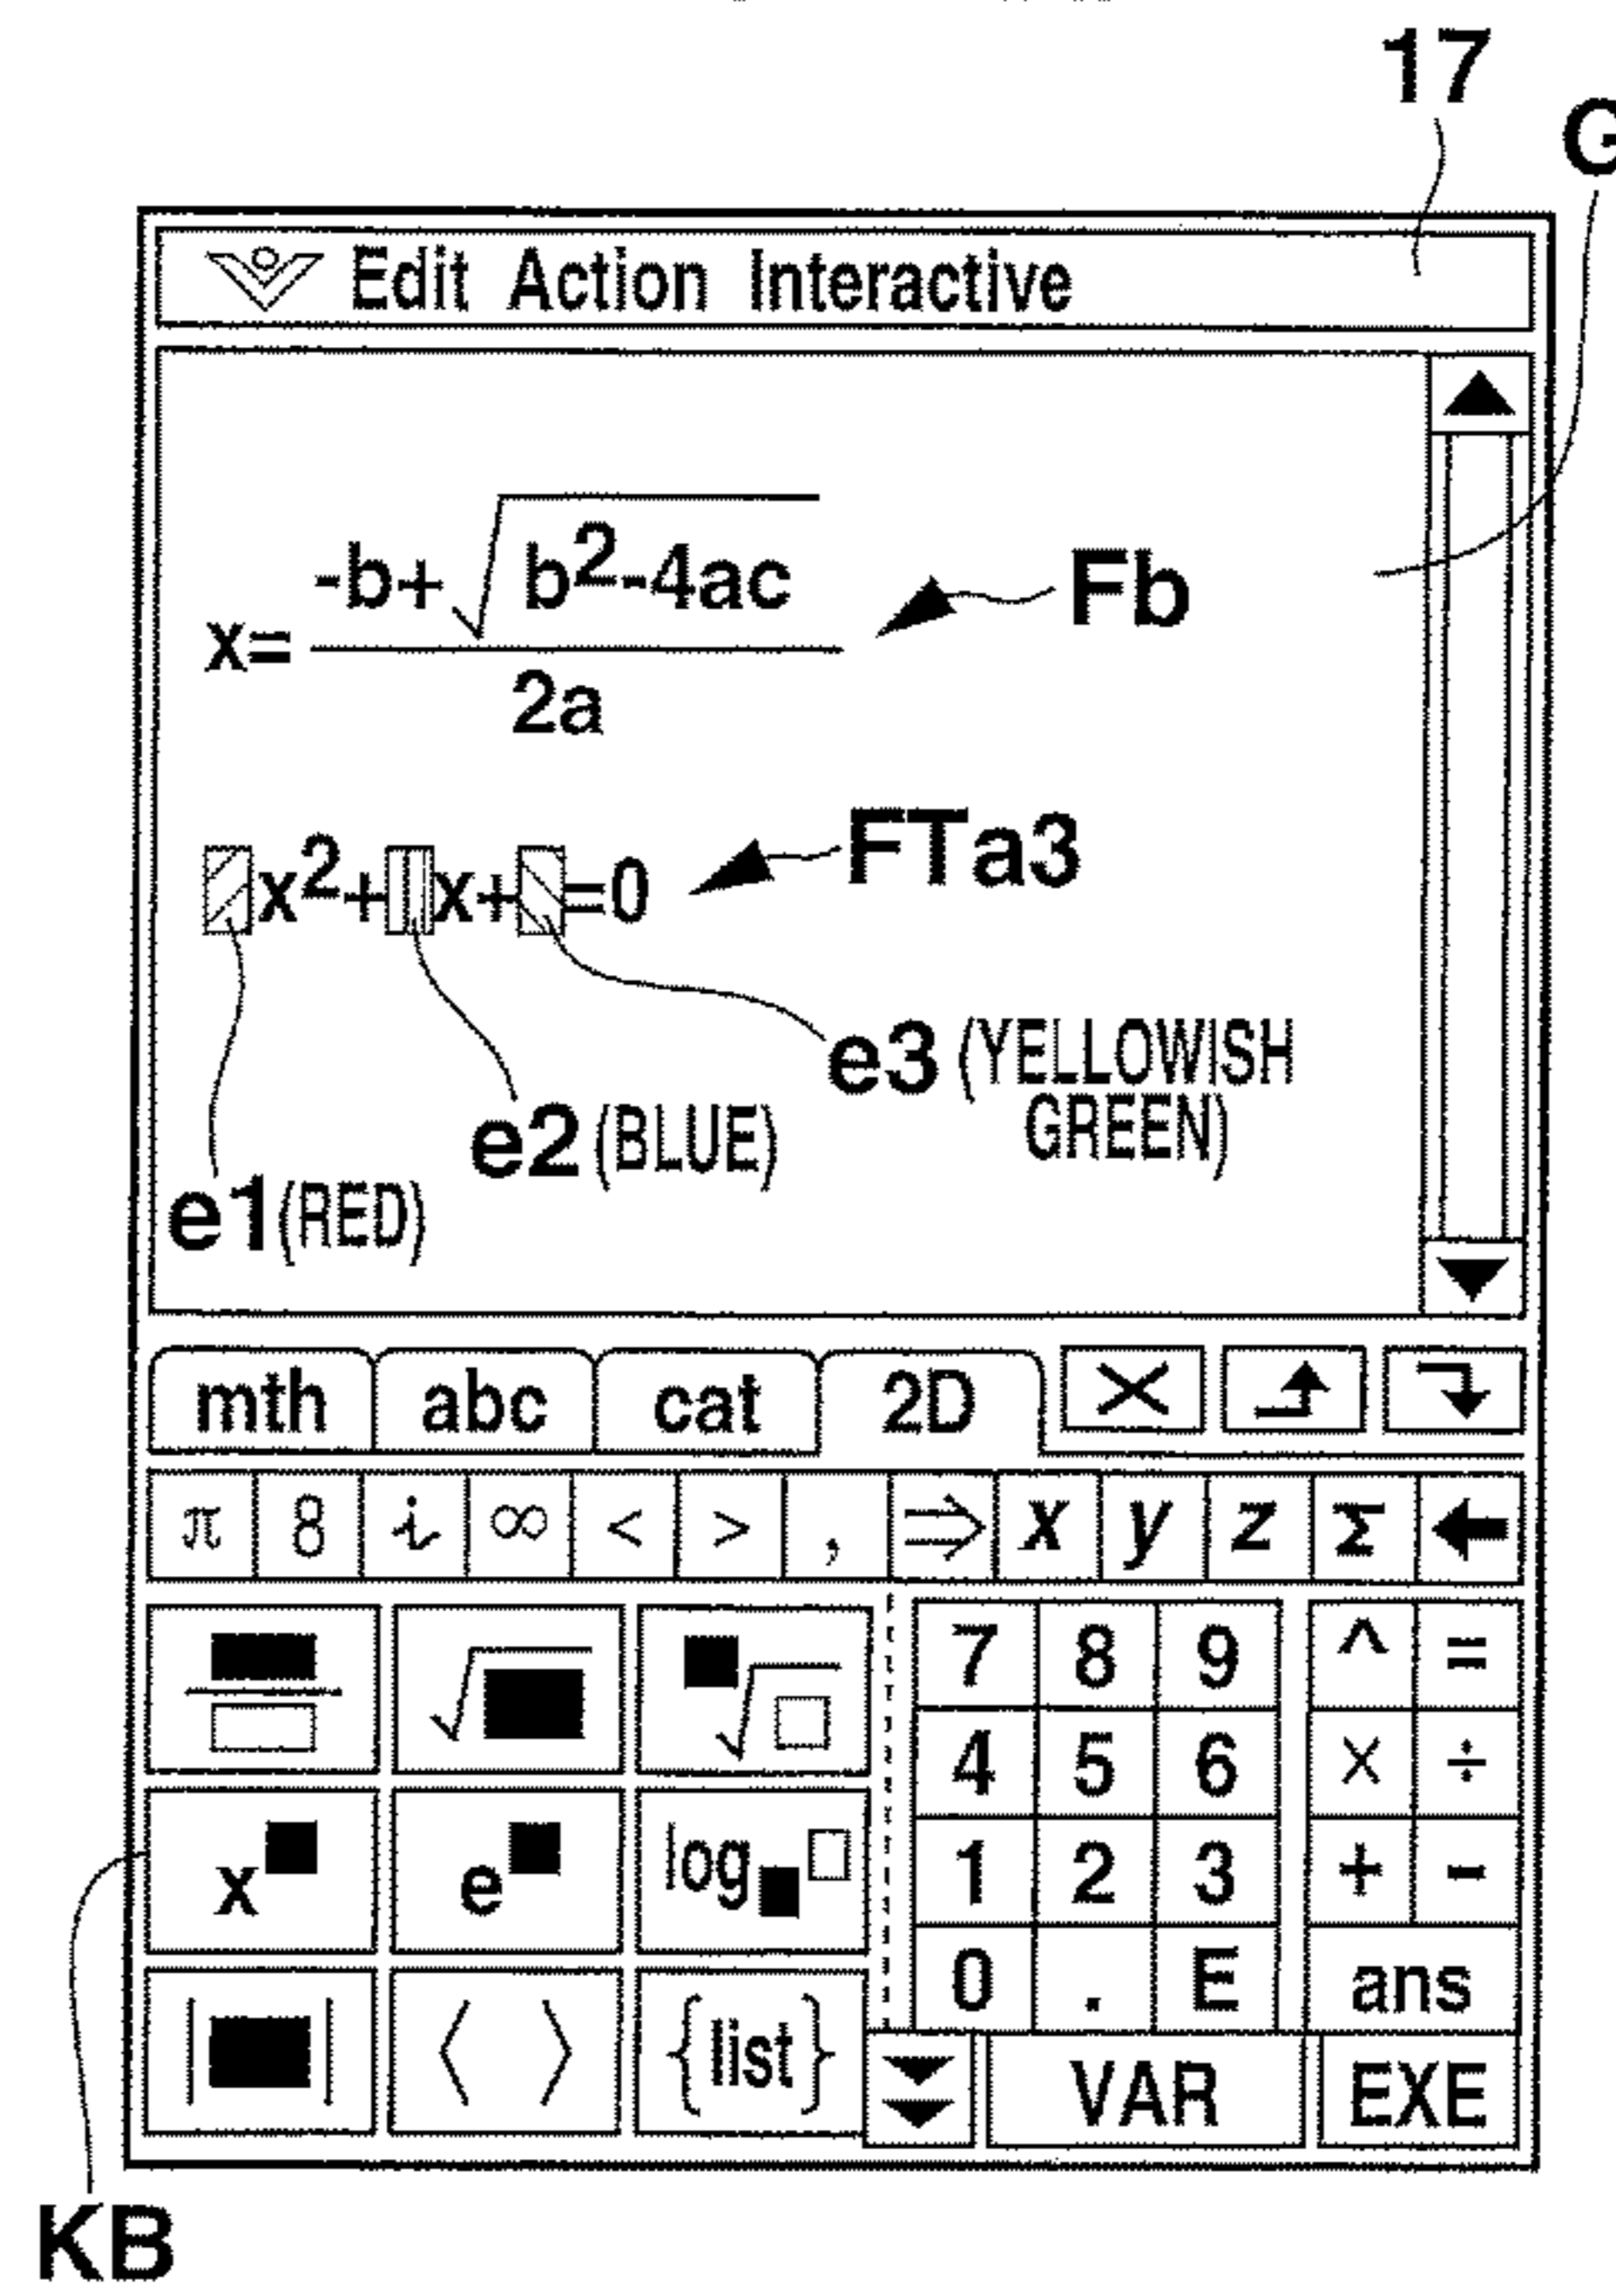 17
G
Edit Action Interactive
x= -b+√b²-4ac
2a
Fb
x²+ x+ =0
FTa3
e3 (YELLOWISH
GREEN)
e2 (BLUE)
e1 (RED)
mth abc cat 2D
π 8 i ∞ < > , ⇒ x y z Σ ←
√ √ 7 8 9 ^ =
4 5 6 × ÷
x e log 1 2 3 + -
0 . E ans
| | 〈 〉 {list} VAR EXE
KB